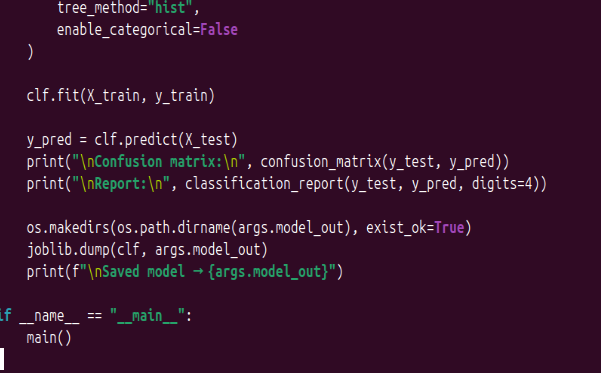 tree_method="hist",
enable_categorical=False
)
clf.fit(X_train, y_train)
y_pred = clf.predict(X_test)
print("\nConfusion matrix:\n", confusion_matrix(y_test, y_pred))
print("\nReport:\n", classification_report(y_test, y_pred, digits=4))
os.makedirs(os.path.dirname(args.model_out), exist_ok=True)
joblib.dump(clf, args.model_out)
print(f"\nSaved model → {args.model_out}")
if __name__ == "__main__":
main()